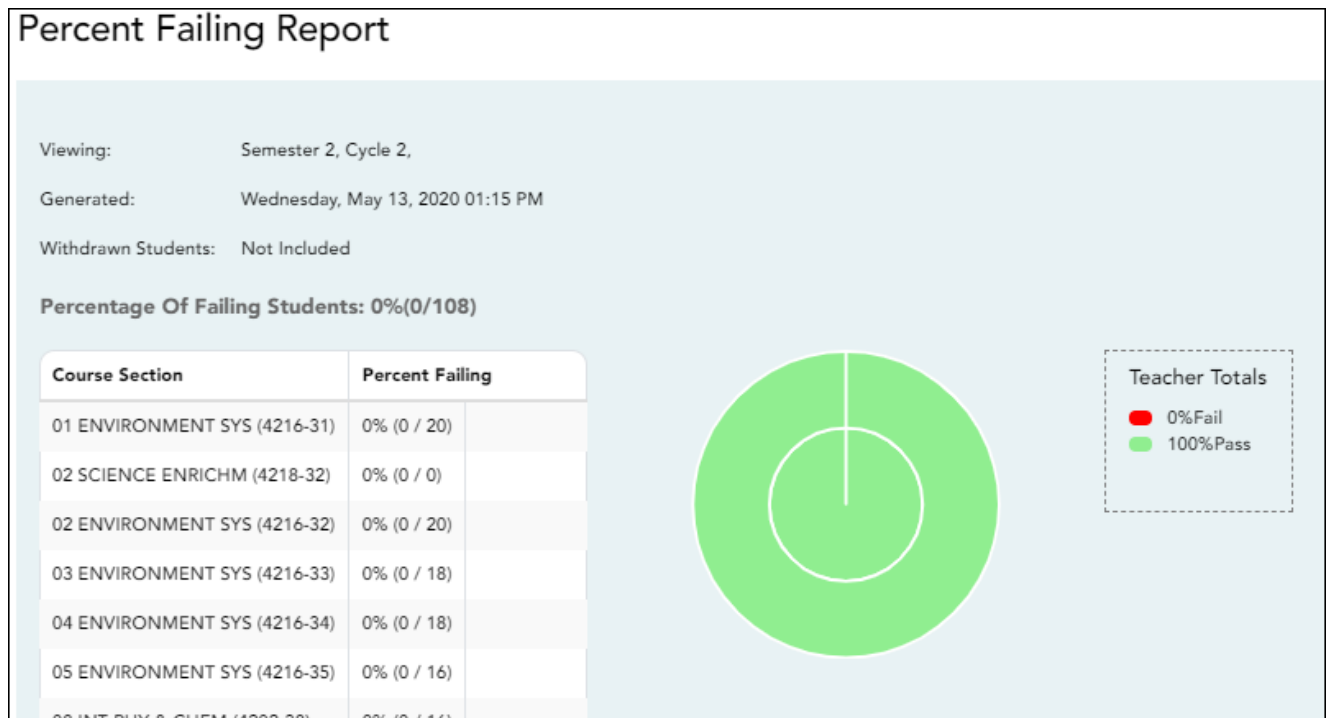 Percent Failing Report
Viewing: Semester 2, Cycle 2,
Generated: Wednesday, May 13, 2020 01:15 PM
Withdrawn Students: Not Included
Percentage Of Failing Students: 0%(0/108)
Course Section Percent Failing
01 ENVIRONMENT SYS (4216-31) 0% (0 / 20)
02 SCIENCE ENRICHM (4218-32) 0% (0 / 0)
02 ENVIRONMENT SYS (4216-32) 0% (0 / 20)
03 ENVIRONMENT SYS (4216-33) 0% (0 / 18)
04 ENVIRONMENT SYS (4216-34) 0% (0 / 18)
05 ENVIRONMENT SYS (4216-35) 0% (0 / 16)
Teacher Totals
0%Fail
100%Pass